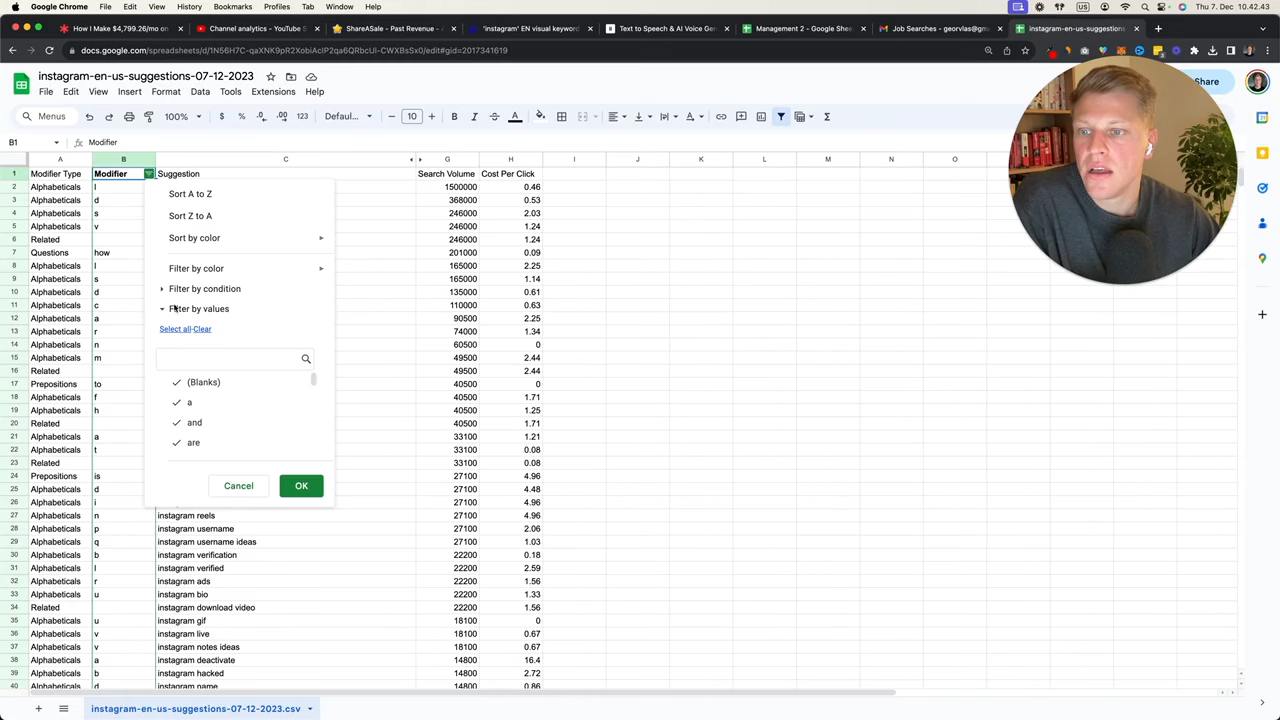 Google Chrome File Edit View History Bookmarks Profiles Tab Window Help US Thu 7. Dec 10.42.43
How I Make $4,799.26/mo on Channel analytics - YouTube S ShareASale - Past Revenue - A 'instagram' EN visual keyword Text to Speech & AI Voice Gen Management 2 - Google Sheet Job Searches - georvlas@gm instagram-en-us-suggestions
docs.google.com/spreadsheets/d/1N56H7C-qaXNK9pR2XobiAcIP2qa6QRbcUI-CWXBsSx0/edit#gid=2017341619
instagram-en-us-suggestions-07-12-2023
Share
File Edit View Insert Format Data Tools Extensions Help
Menus 100% $ % .0 .00 123 Defaul... 10 B I A
B1 Modifier
A B C G H I J K L M N O
1 Modifier Type Modifier Suggestion Search Volume Cost Per Click
2 Alphabeticals l 1500000 0.46
3 Alphabeticals d 368000 0.53
4 Alphabeticals s 246000 2.03
5 Alphabeticals v 246000 1.24
6 Related 246000 1.24
7 Questions how 201000 0.09
8 Alphabeticals l 165000 2.25
9 Alphabeticals s 165000 1.14
10 Alphabeticals d 135000 0.61
11 Alphabeticals c 110000 0.63
12 Alphabeticals a 90500 2.25
13 Alphabeticals r 74000 1.34
14 Alphabeticals n 60500 0
15 Alphabeticals m 49500 2.44
16 Related 49500 2.44
17 Prepositions to 40500 0
18 Alphabeticals f 40500 1.71
19 Alphabeticals h 40500 1.25
20 Related 40500 1.71
21 Alphabeticals a 33100 1.21
22 Alphabeticals t 33100 0.08
23 Related 33100 0.08
24 Prepositions is 27100 4.96
25 Alphabeticals d 27100 4.48
26 Alphabeticals i 27100 4.96
27 Alphabeticals n instagram reels 27100 4.96
28 Alphabeticals p instagram username 27100 2.06
29 Alphabeticals q instagram username ideas 27100 1.03
30 Alphabeticals b instagram verification 22200 0.18
31 Alphabeticals l instagram verified 22200 2.59
32 Alphabeticals r instagram ads 22200 1.56
33 Alphabeticals u instagram bio 22200 1.33
34 Related instagram download video 22200 1.56
35 Alphabeticals u instagram gif 18100 0
36 Alphabeticals v instagram live 18100 0.67
37 Alphabeticals v instagram notes ideas 18100 0.67
38 Alphabeticals a instagram deactivate 14800 16.4
39 Alphabeticals b instagram hacked 14800 2.72
40 Alphabeticals d instagram name 14800 0.86
Sort A to Z
Sort Z to A
Sort by color
Filter by color
Filter by condition
Filter by values
Select all-Clear
(Blanks)
a
and
are
Cancel OK
instagram-en-us-suggestions-07-12-2023.csv